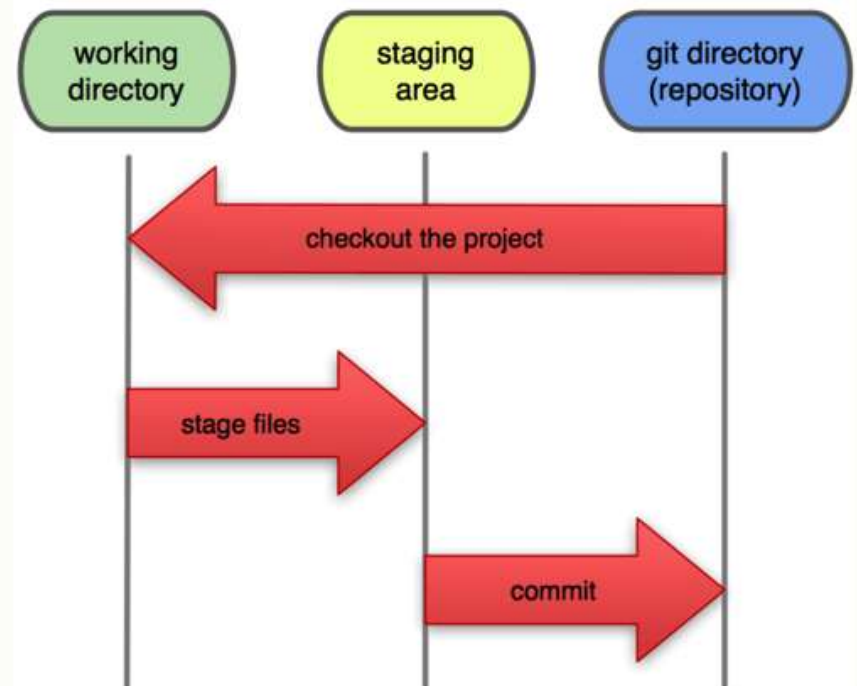 working
directory
staging
area
git directory
(repository)
checkout the project
stage files
commit